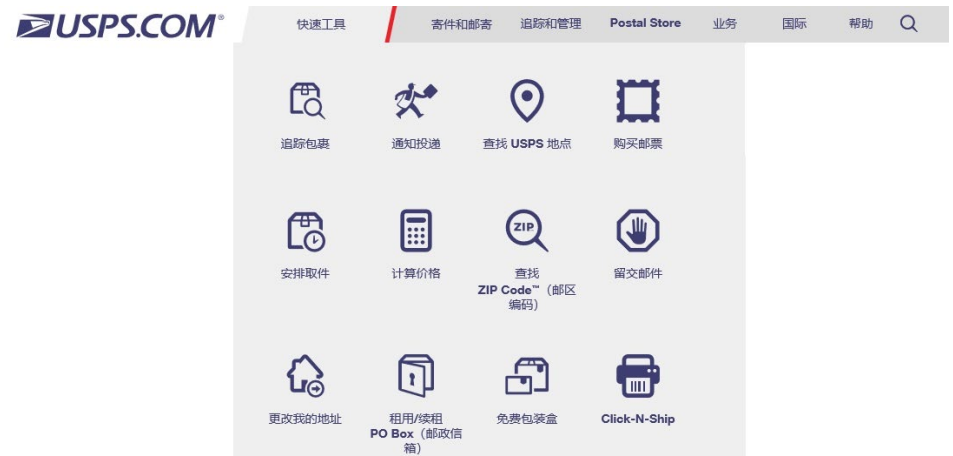 USPS.COM®
快速工具
寄件和邮寄
追踪和管理
Postal Store
业务
国际
帮助
追踪包裹
通知投递
查找 USPS 地点
购买邮票
安排取件
计算价格
ZIP
查找
ZIP Code™（邮区
编码）
留交邮件
更改我的地址
租用/续租
PO Box（邮政信
箱）
免费包装盒
Click-N-Ship